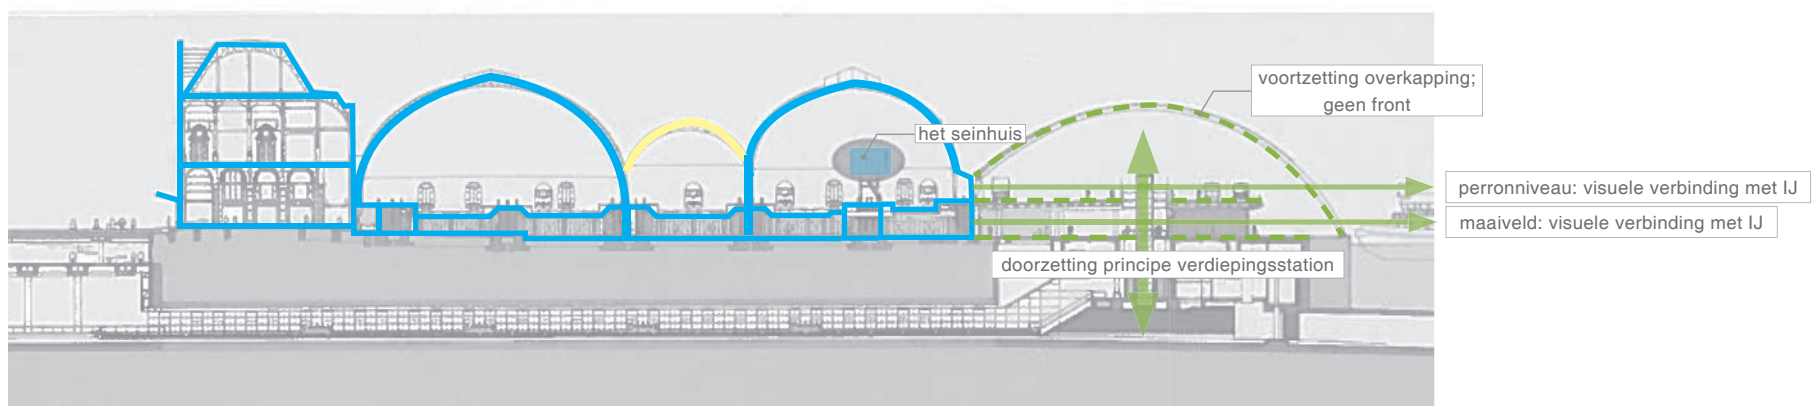 voortzetting overkapping;
geen front
het seinhuis
perronniveau: visuele verbinding met IJ
maaiveld: visuele verbinding met IJ
doorzetting principe verdiepingsstation